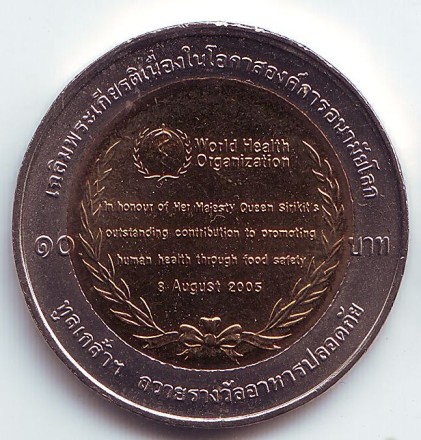 เฉลิมพระเกียรติเนื่องในโอกาสองค์การอนามัยโลก
World Health
Organization
In honour of Her Majesty Queen Sirikit's
outstanding contribution to promoting
human health through food safety
8 August 2005
๑๐ บาท
ทูลเกล้าฯ ถวายรางวัลอาหารปลอดภัย